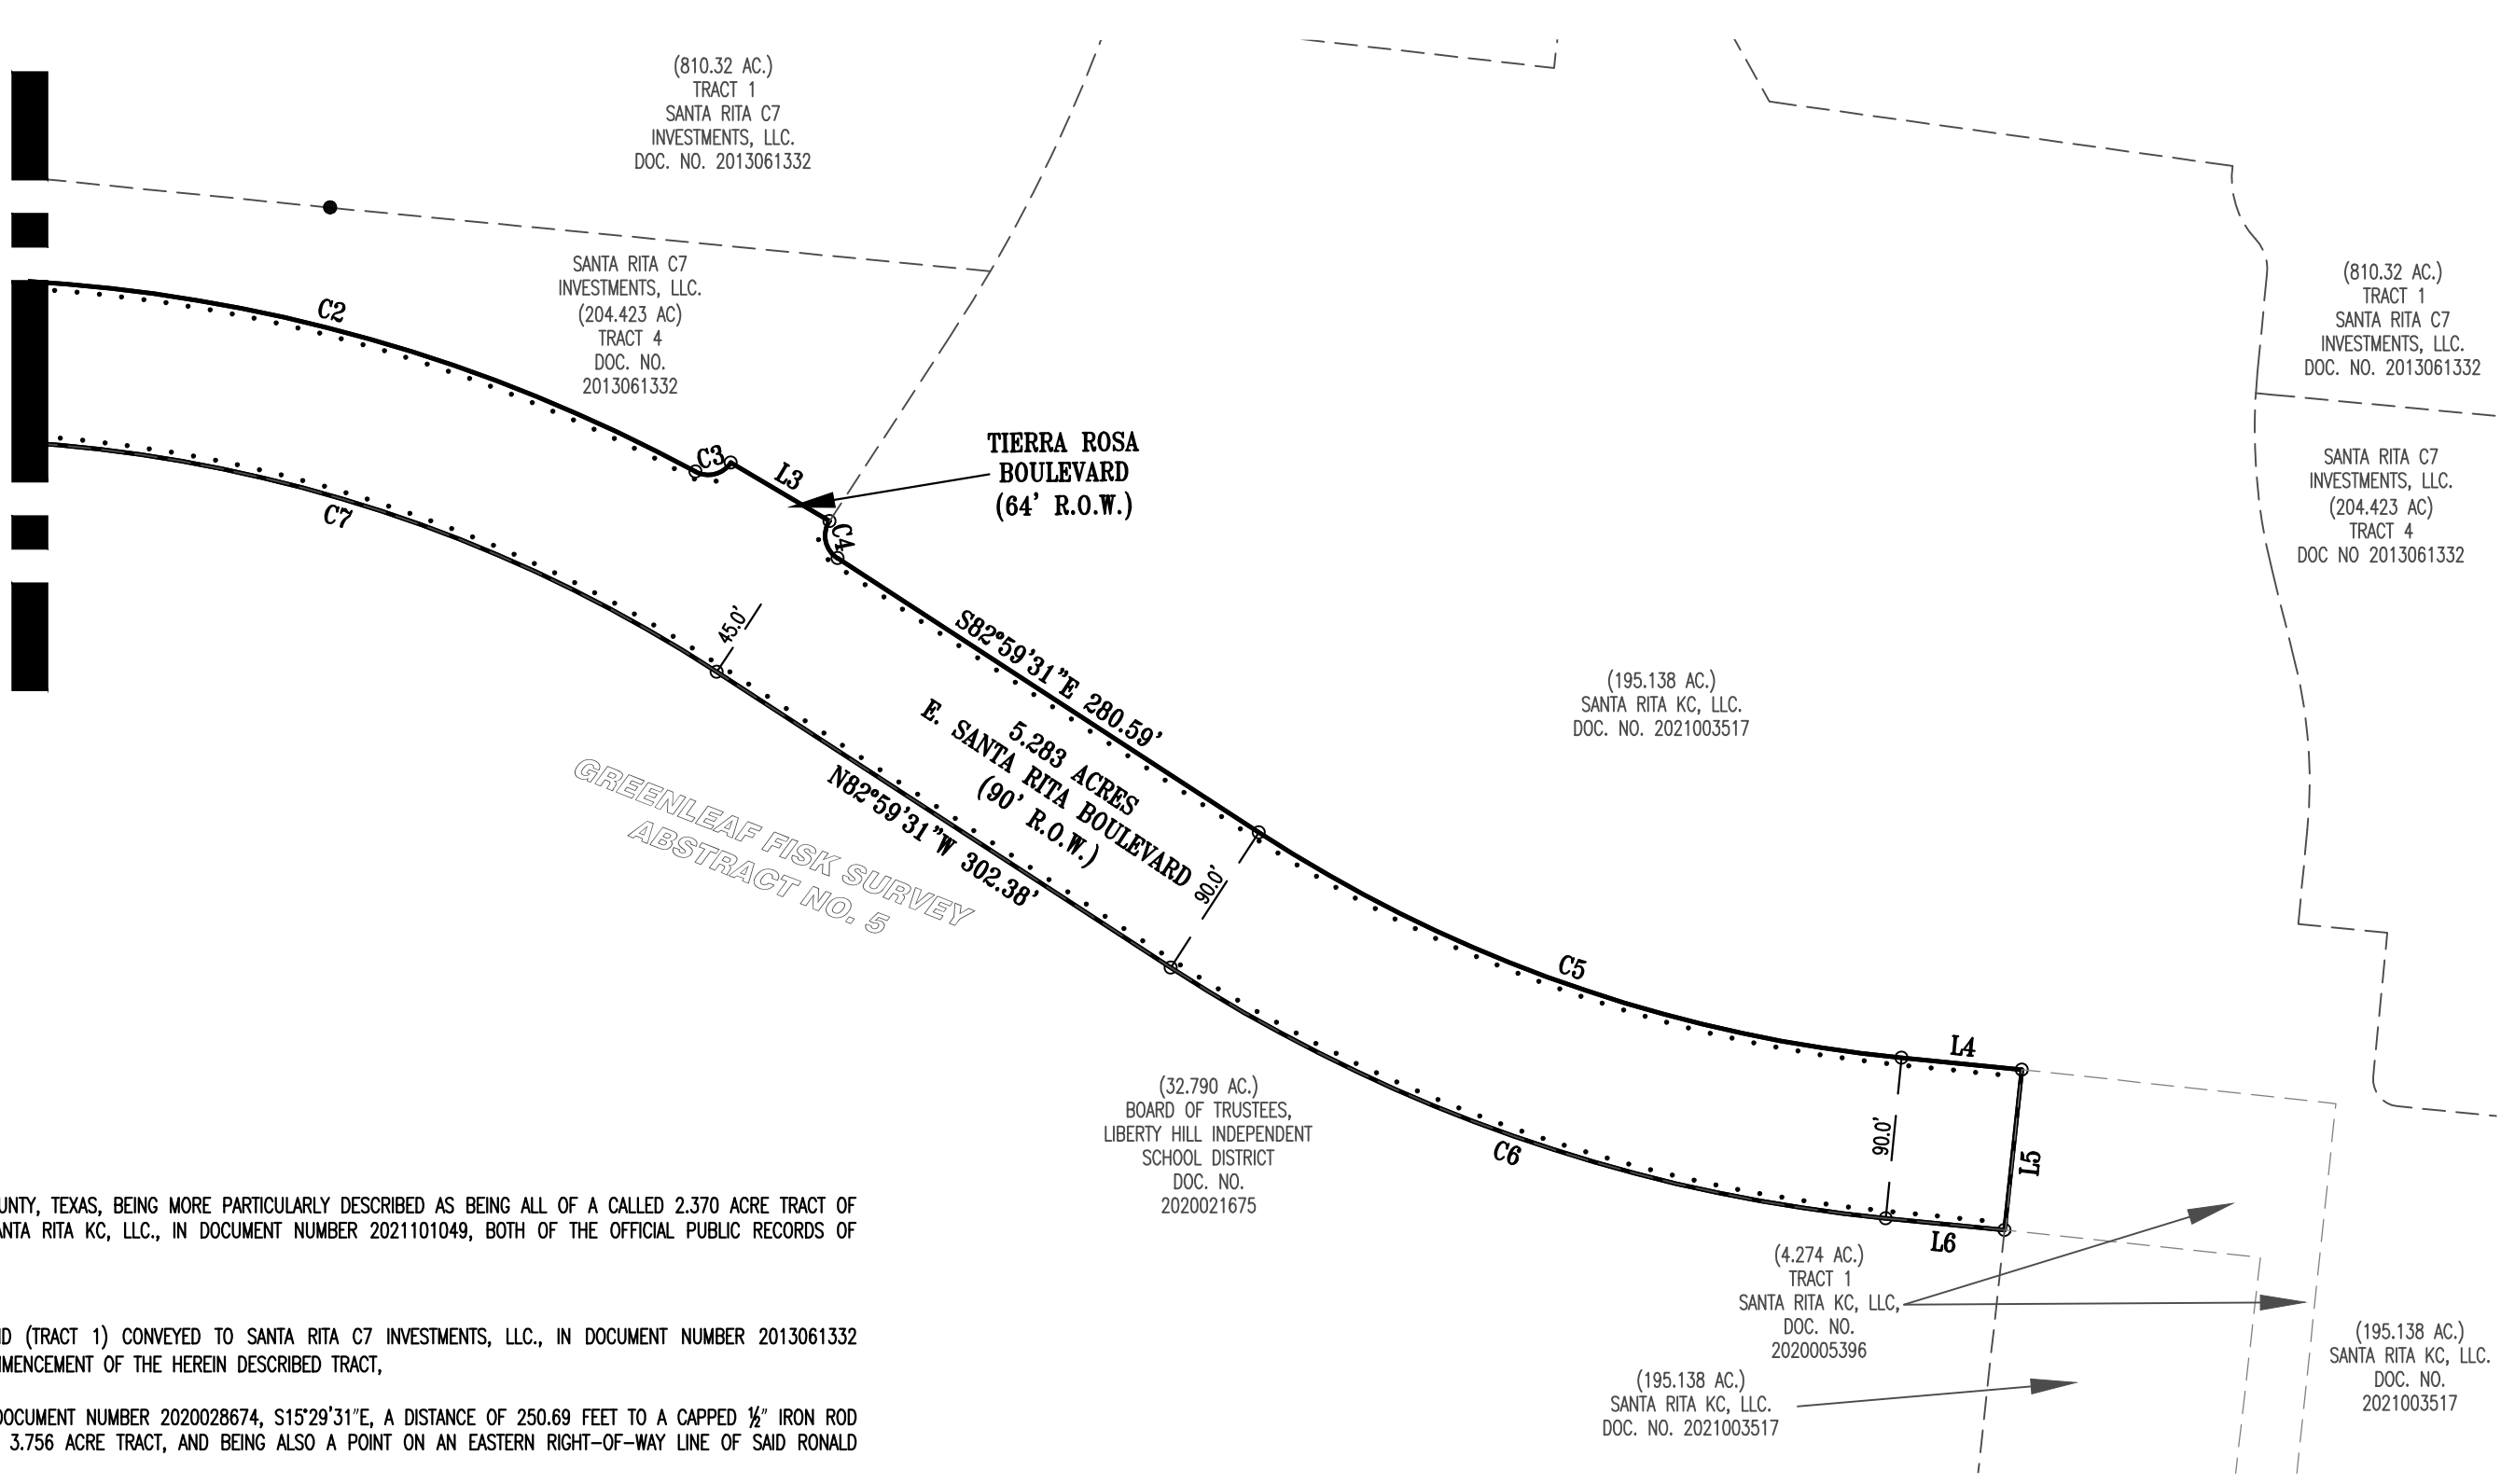 (810.32 AC.)
TRACT 1
SANTA RITA C7
INVESTMENTS, LLC.
DOC. NO. 2013061332
SANTA RITA C7
INVESTMENTS, LLC.
(204.423 AC)
TRACT 4
DOC. NO.
2013061332
C2
C3
L3
C4
C7
TIERRA ROSA
BOULEVARD
(64' R.O.W.)
(810.32 AC.)
TRACT 1
SANTA RITA C7
INVESTMENTS, LLC.
DOC. NO. 2013061332
SANTA RITA C7
INVESTMENTS, LLC.
(204.423 AC)
TRACT 4
DOC NO 2013061332
45.0'
S82°59'31"E 280.59'
5.283 ACRES
E. SANTA RITA BOULEVARD
(90' R.O.W.)
N82°59'31"W 302.38'
90.0'
GREENLEAF FISK SURVEY
ABSTRACT NO. 5
(195.138 AC.)
SANTA RITA KC, LLC.
DOC. NO. 2021003517
C5
L4
90.0'
L5
C6
L6
(32.790 AC.)
BOARD OF TRUSTEES,
LIBERTY HILL INDEPENDENT
SCHOOL DISTRICT
DOC. NO.
2020021675
(4.274 AC.)
TRACT 1
SANTA RITA KC, LLC,
DOC. NO.
2020005396
(195.138 AC.)
SANTA RITA KC, LLC.
DOC. NO. 2021003517
(195.138 AC.)
SANTA RITA KC, LLC.
DOC. NO.
2021003517
UNTY, TEXAS, BEING MORE PARTICULARLY DESCRIBED AS BEING ALL OF A CALLED 2.370 ACRE TRACT OF
ANTA RITA KC, LLC., IN DOCUMENT NUMBER 2021101049, BOTH OF THE OFFICIAL PUBLIC RECORDS OF
ID (TRACT 1) CONVEYED TO SANTA RITA C7 INVESTMENTS, LLC., IN DOCUMENT NUMBER 2013061332
MMENCEMENT OF THE HEREIN DESCRIBED TRACT,
DOCUMENT NUMBER 2020028674, S15°29'31"E, A DISTANCE OF 250.69 FEET TO A CAPPED ½" IRON ROD
3.756 ACRE TRACT, AND BEING ALSO A POINT ON AN EASTERN RIGHT-OF-WAY LINE OF SAID RONALD